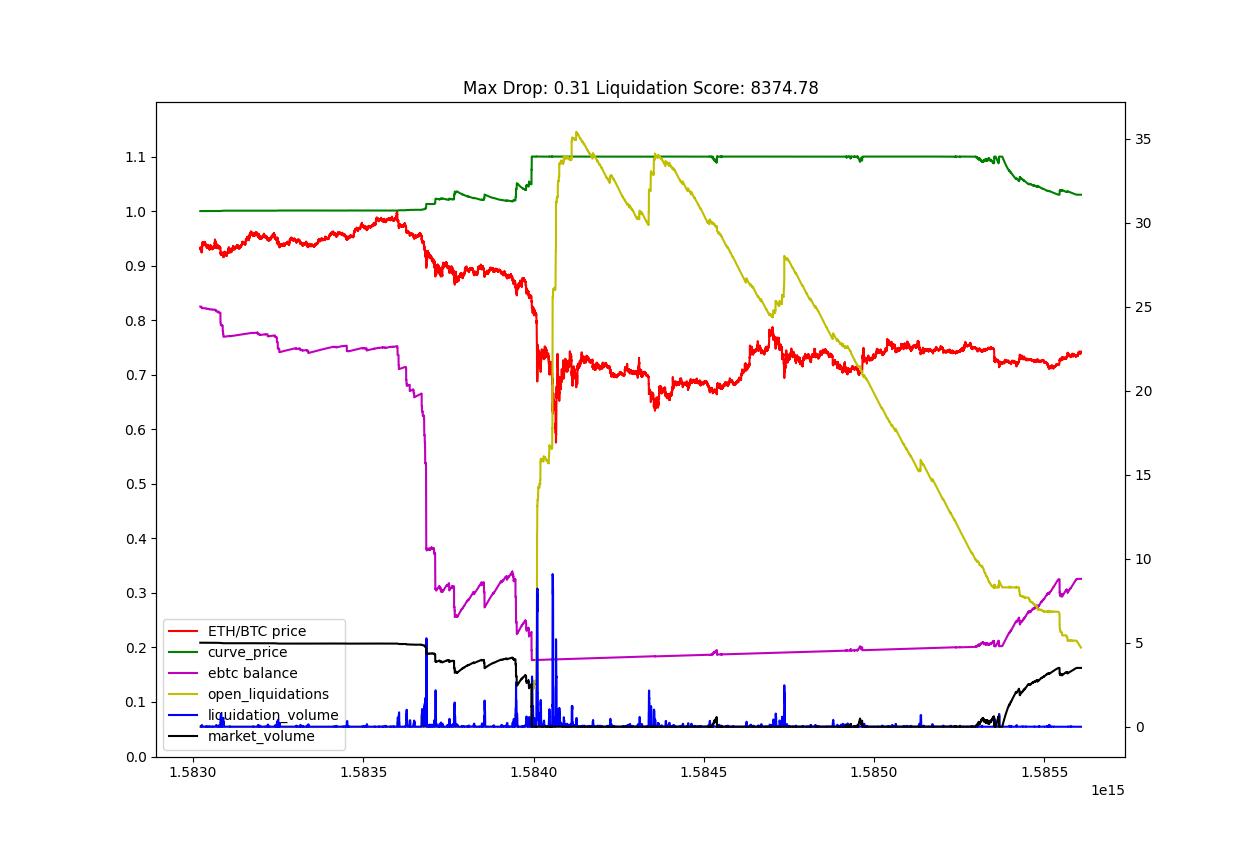 Max Drop: 0.31 Liquidation Score: 8374.78
1.1
1.0
0.9
0.8
0.7
0.6
0.5
0.4
0.3
0.2
0.1
0.0
35
30
25
20
15
10
5
0
ETH/BTC price
curve_price
ebtc balance
open_liquidations
liquidation_volume
market_volume
1.5830 1.5835 1.5840 1.5845 1.5850 1.5855
1e15